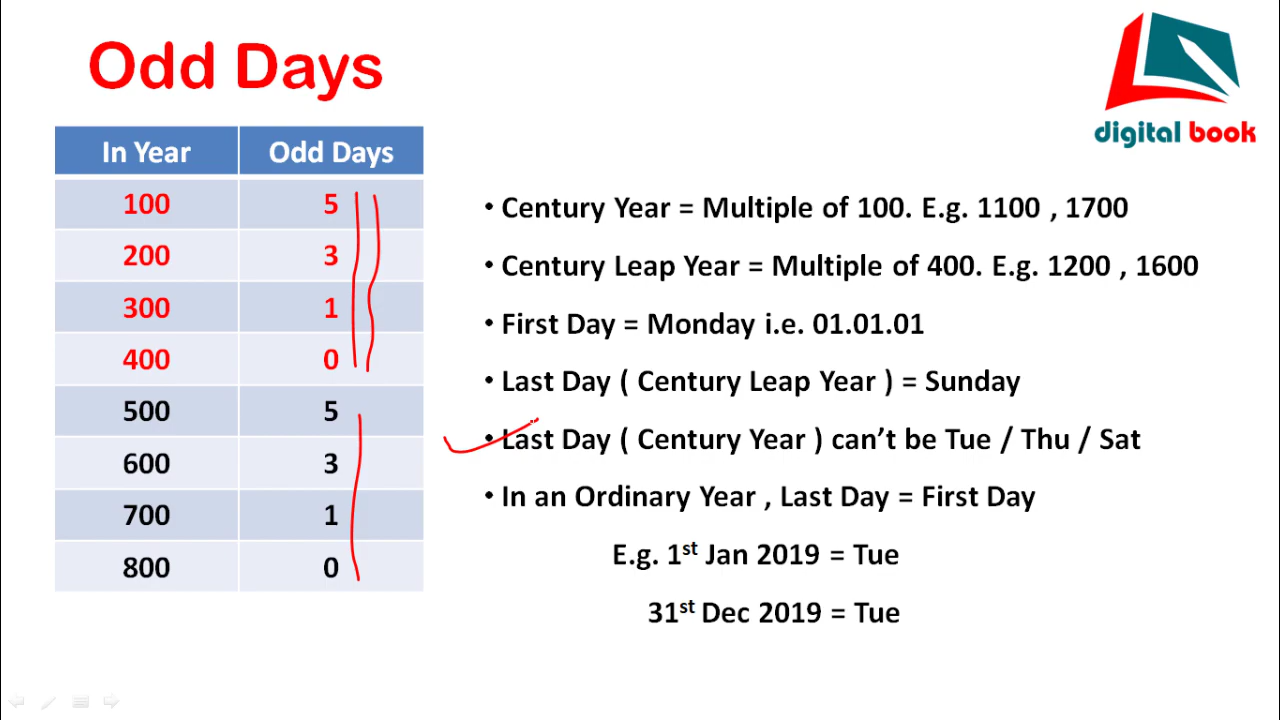 Odd Days
digital book
In Year Odd Days
100 5
200 3
300 1
400 0
500 5
600 3
700 1
800 0
• Century Year = Multiple of 100. E.g. 1100 , 1700
• Century Leap Year = Multiple of 400. E.g. 1200 , 1600
• First Day = Monday i.e. 01.01.01
• Last Day ( Century Leap Year ) = Sunday
• Last Day ( Century Year ) can’t be Tue / Thu / Sat
• In an Ordinary Year , Last Day = First Day
E.g. 1st Jan 2019 = Tue
31st Dec 2019 = Tue